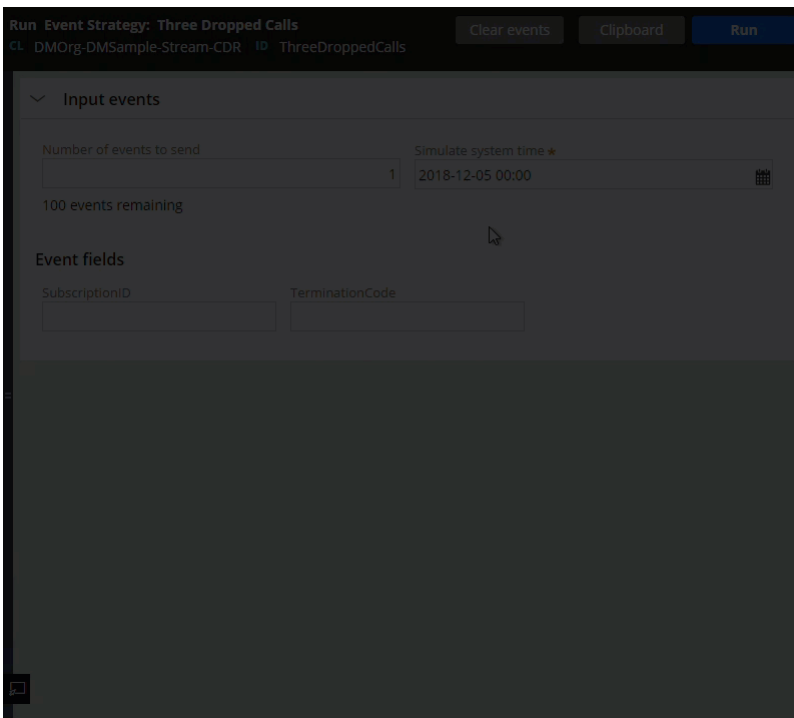 Run Event Strategy: Three Dropped Calls
CL DMOrg-DMSample-Stream-CDR ID ThreeDroppedCalls
Clear events Clipboard Run
Input events
Number of events to send Simulate system time ★
1 2018-12-05 00:00
100 events remaining
Event fields
SubscriptionID TerminationCode